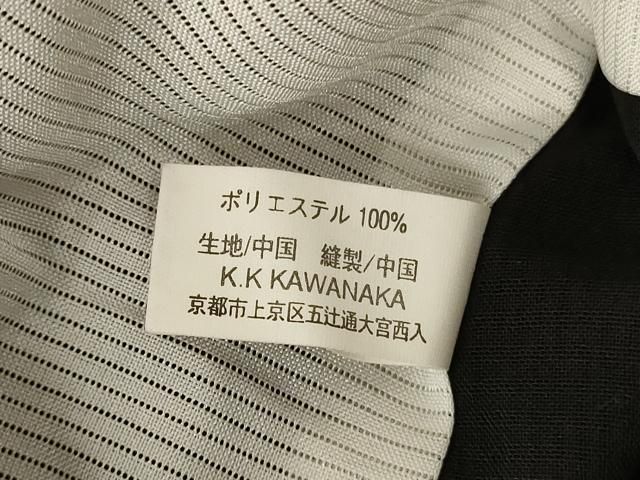 ポリエステル 100%
生地/中国 縫製/中国
K.K KAWANAKA
京都市上京区五辻通大宮西入